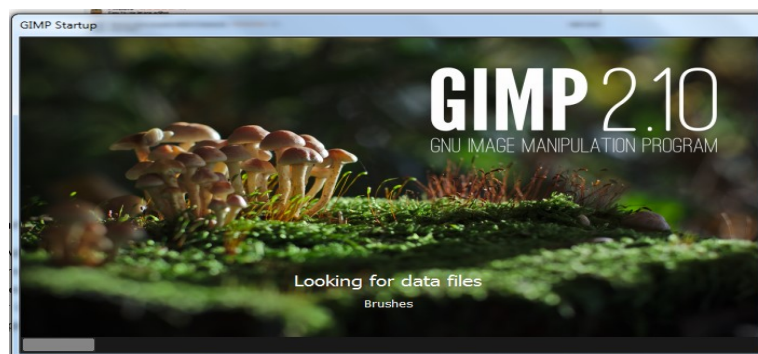 GIMP Startup
GIMP 2.10
GNU IMAGE MANIPULATION PROGRAM
Looking for data files
Brushes